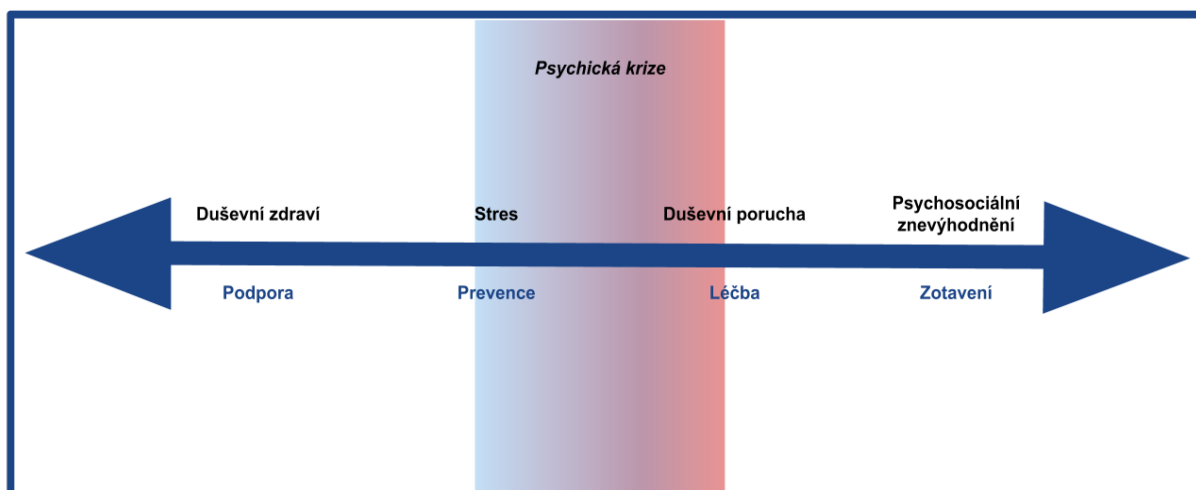 Psychická krize
Duševní zdraví
Stres
Duševní porucha
Psychosociální
znevýhodnění
Podpora
Prevence
Léčba
Zotavení